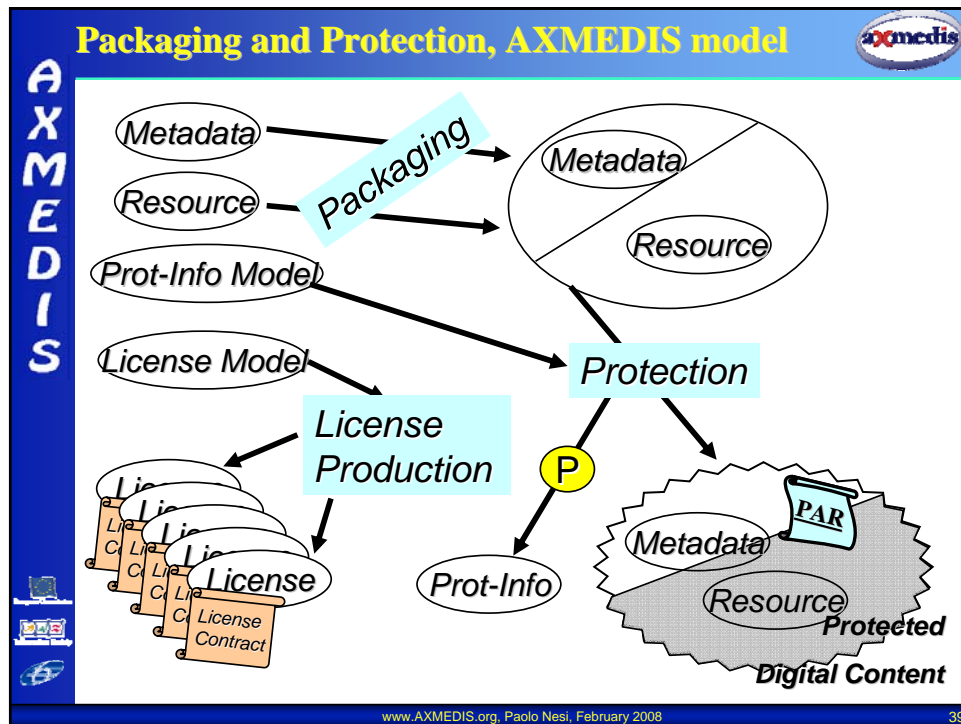 Packaging and Protection, AXMEDIS model
axmedis
AXMEDIS
Metadata
Resource
Prot-Info Model
License Model
Packaging
Metadata
Resource
Protection
License
Production
P
License
License
Contract
Prot-Info
PAR
Metadata
Resource
Protected
Digital Content
www.AXMEDIS.org, Paolo Nesi, February 2008
39